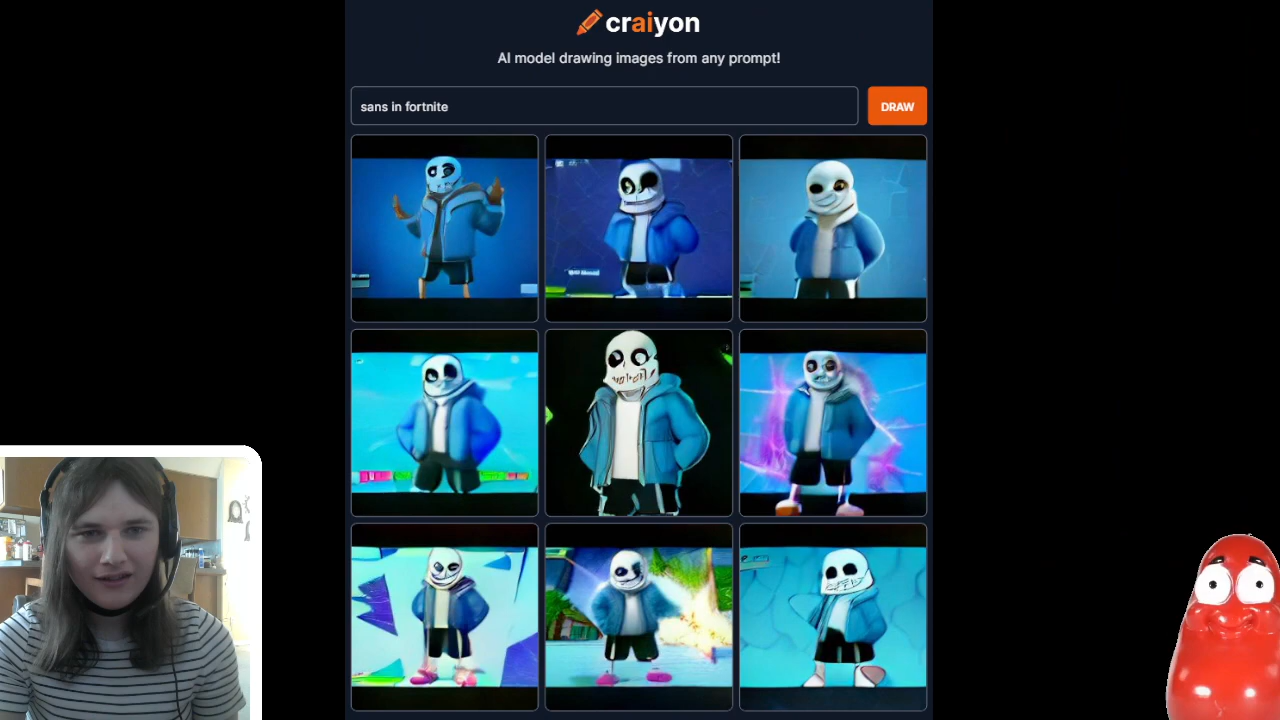 craiyon
AI model drawing images from any prompt!
sans in fortnite
DRAW